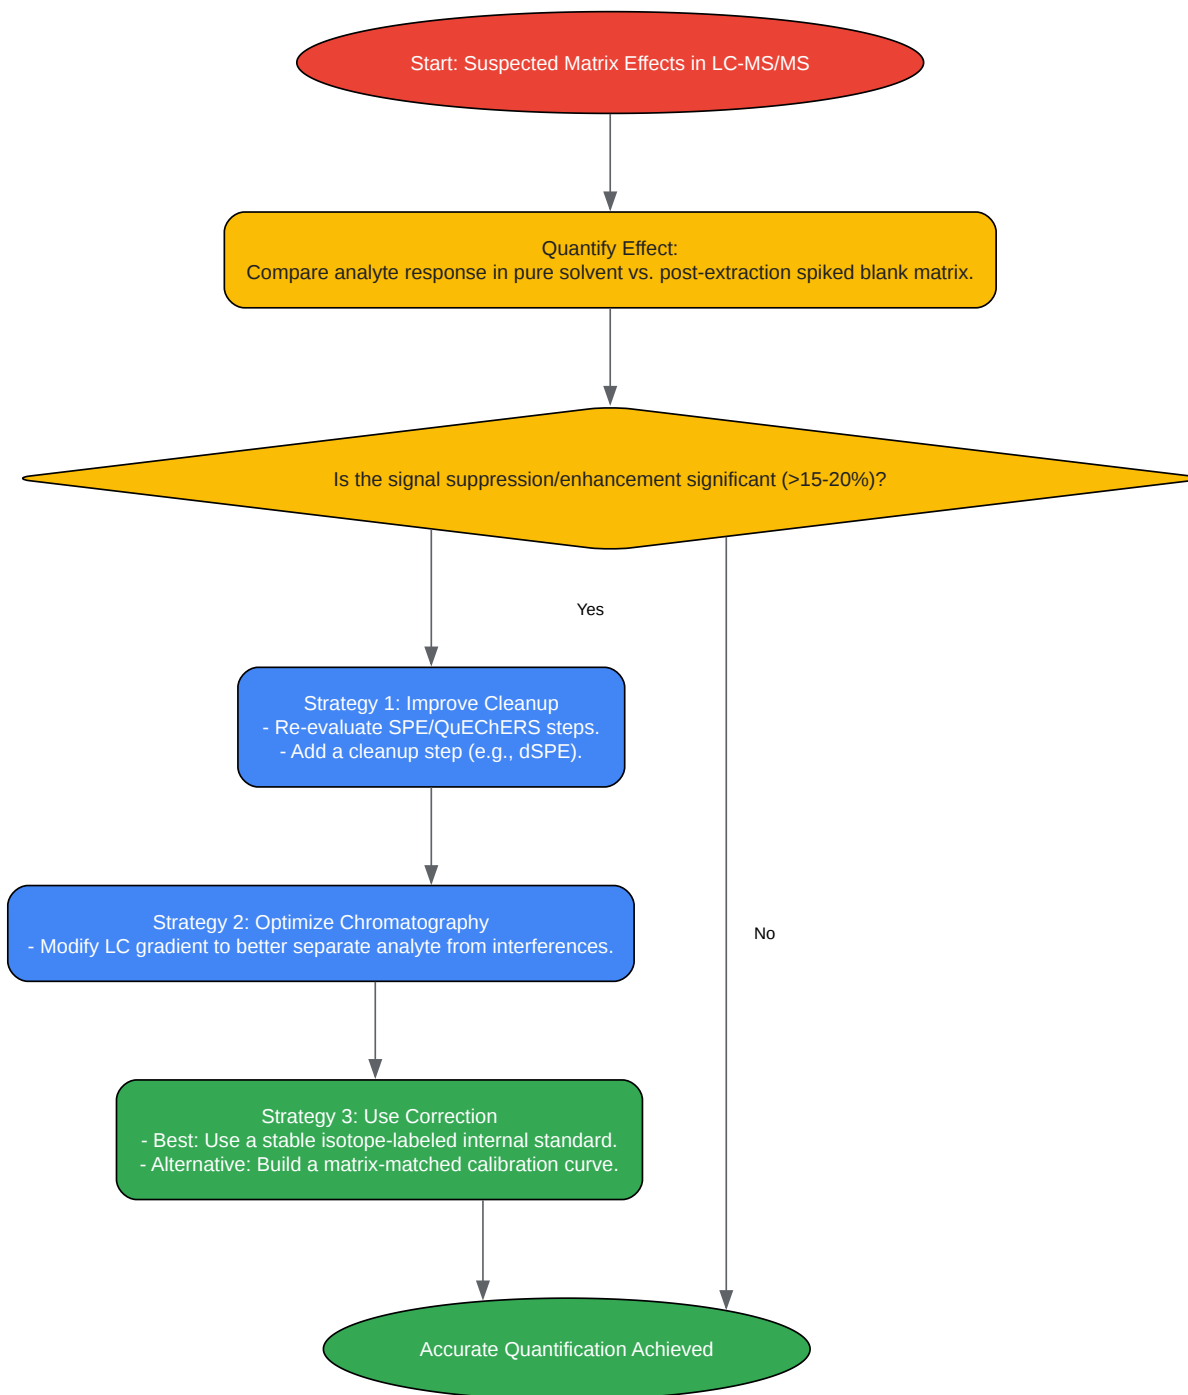 Start: Suspected Matrix Effects in LC-MS/MS
Quantify Effect:
Compare analyte response in pure solvent vs. post-extraction spiked blank matrix.
Is the signal suppression/enhancement significant (>15-20%)?
Yes
Strategy 1: Improve Cleanup
- Re-evaluate SPE/QuEChERS steps.
- Add a cleanup step (e.g., dSPE).
Strategy 2: Optimize Chromatography
- Modify LC gradient to better separate analyte from interferences.
No
Strategy 3: Use Correction
- Best: Use a stable isotope-labeled internal standard.
- Alternative: Build a matrix-matched calibration curve.
Accurate Quantification Achieved